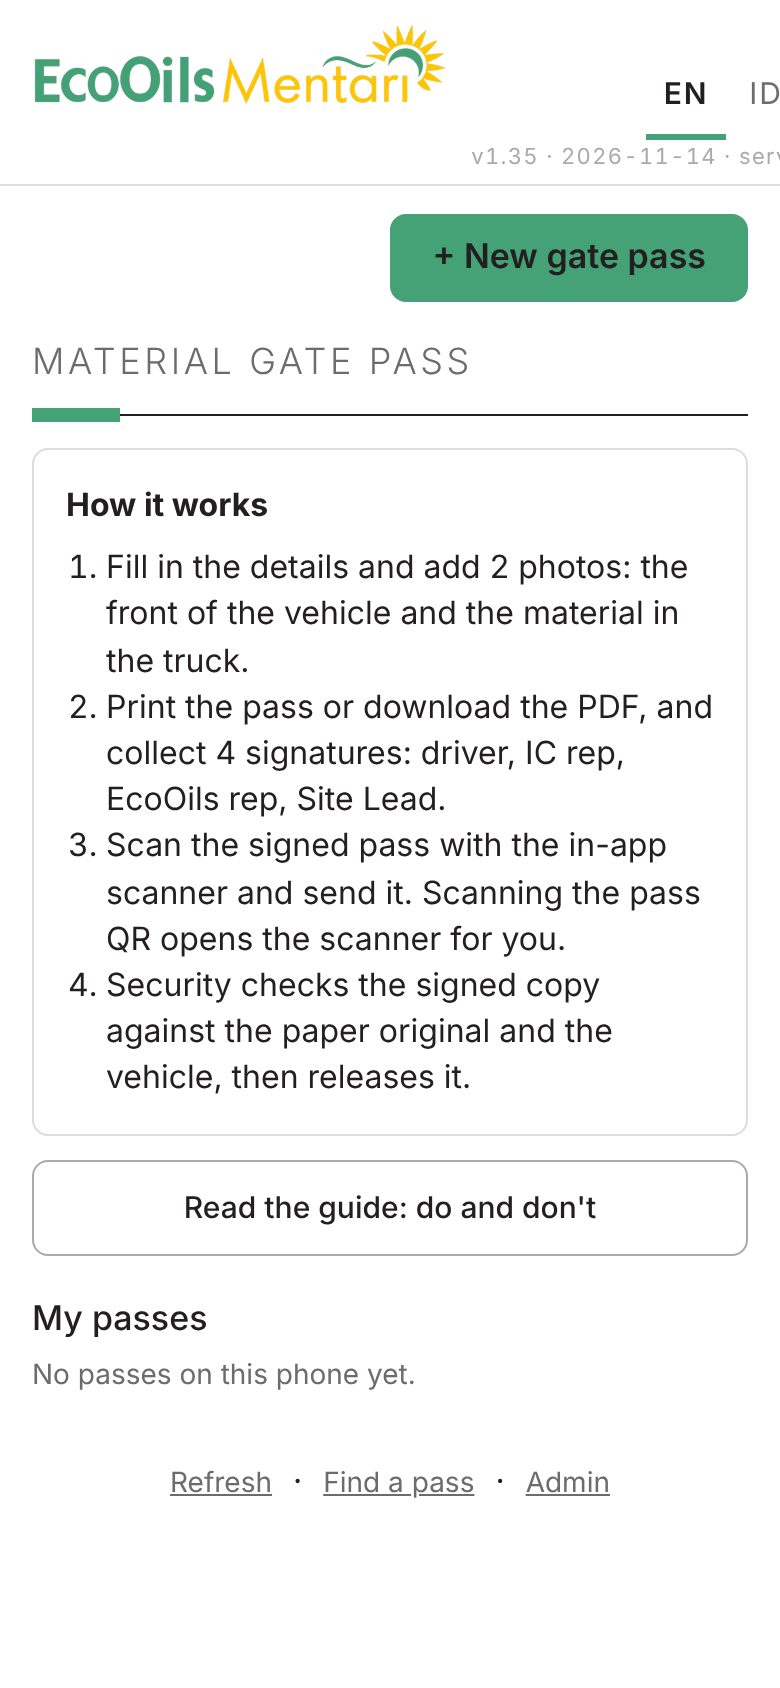 EcoOils Mentari
EN ID
v1.35 · 2026-11-14 · serv
+ New gate pass
MATERIAL GATE PASS
How it works
1. Fill in the details and add 2 photos: the
front of the vehicle and the material in
the truck.
2. Print the pass or download the PDF, and
collect 4 signatures: driver, IC rep,
EcoOils rep, Site Lead.
3. Scan the signed pass with the in-app
scanner and send it. Scanning the pass
QR opens the scanner for you.
4. Security checks the signed copy
against the paper original and the
vehicle, then releases it.
Read the guide: do and don't
My passes
No passes on this phone yet.
Refresh · Find a pass · Admin